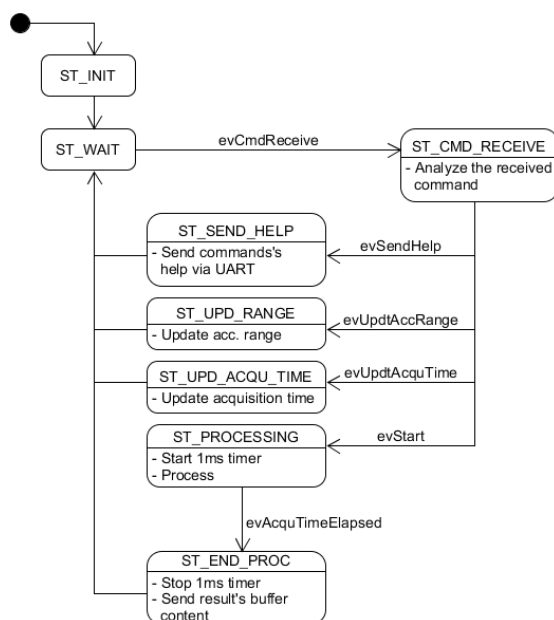 ST_INIT
ST_WAIT
evCmdReceive
ST_CMD_RECEIVE
- Analyze the received
command
ST_SEND_HELP
- Send commands's
help via UART
evSendHelp
ST_UPD_RANGE
- Update acc. range
evUpdtAccRange
ST_UPD_ACQU_TIME
- Update acquisition time
evUpdtAcquTime
ST_PROCESSING
- Start 1ms timer
- Process
evStart
evAcquTimeElapsed
ST_END_PROC
- Stop 1ms timer
- Send result's buffer
content